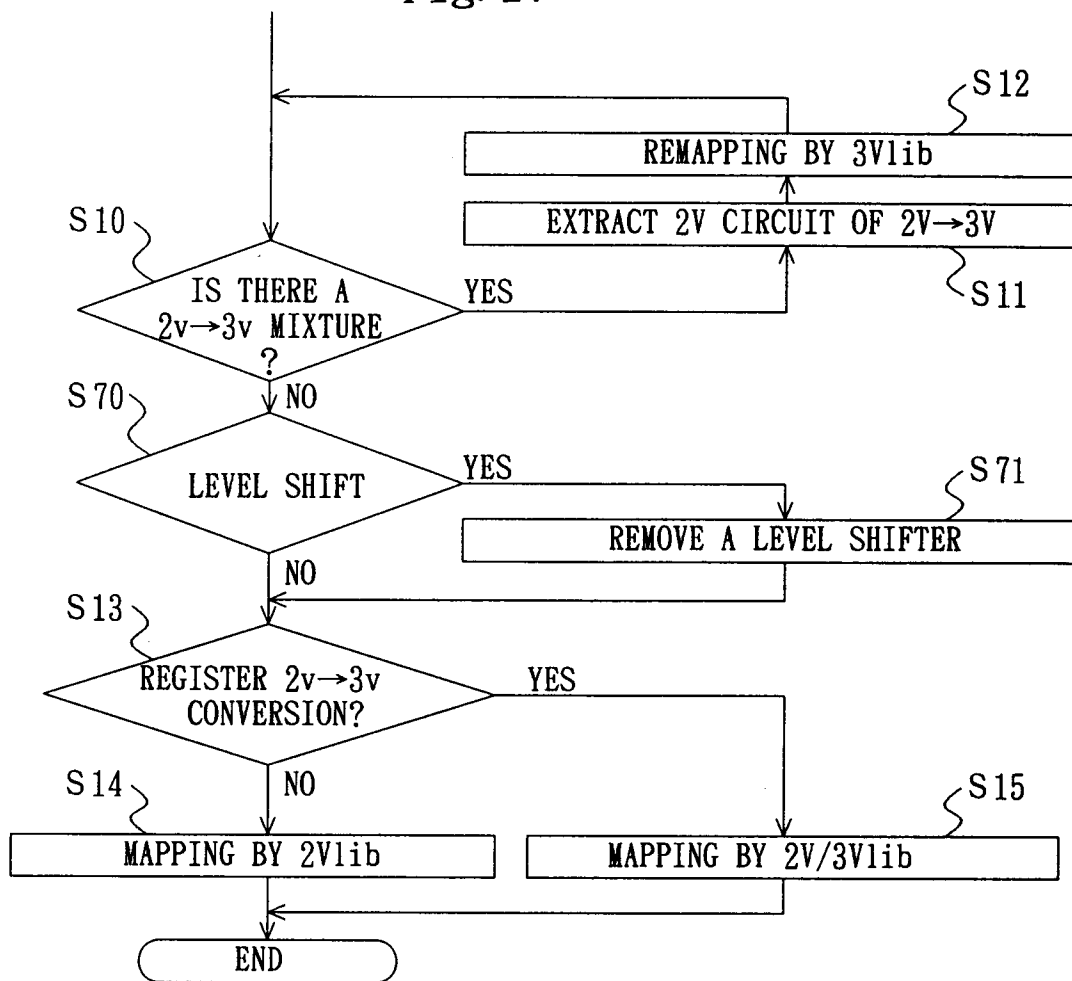 S12
REMAPPING BY 3Vlib
EXTRACT 2V CIRCUIT OF 2V→3V
S11
S10
IS THERE A
2v→3v MIXTURE
?
YES
NO
S70
LEVEL SHIFT
YES
S71
REMOVE A LEVEL SHIFTER
NO
S13
REGISTER 2v→3v
CONVERSION?
YES
NO
S14
MAPPING BY 2Vlib
S15
MAPPING BY 2V/3Vlib
END